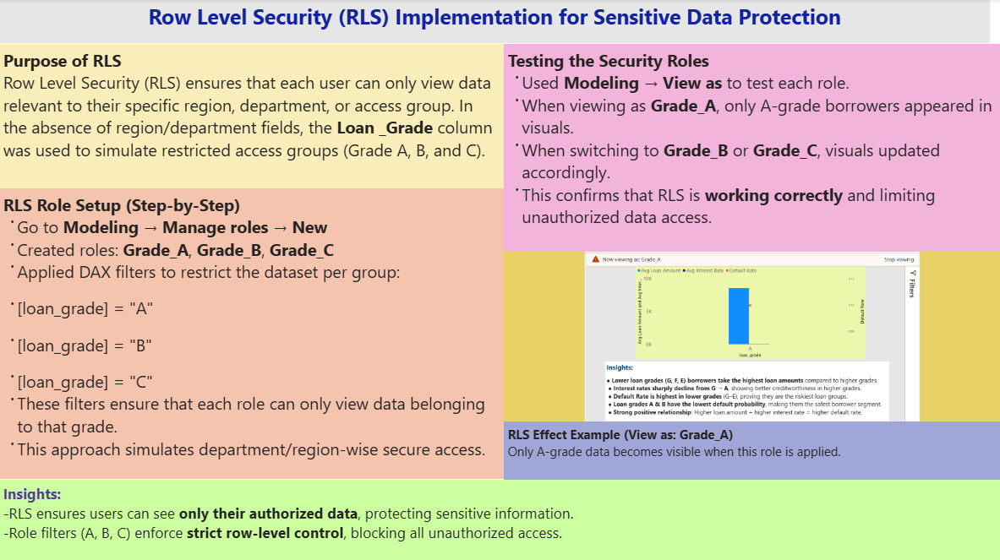 Row Level Security (RLS) Implementation for Sensitive Data Protection
Purpose of RLS
Row Level Security (RLS) ensures that each user can only view data
relevant to their specific region, department, or access group. In
the absence of region/department fields, the Loan _Grade column
was used to simulate restricted access groups (Grade A, B, and C).
RLS Role Setup (Step-by-Step)
•Go to Modeling → Manage roles → New
•Created roles: Grade_A, Grade_B, Grade_C
•Applied DAX filters to restrict the dataset per group:
•[loan_grade] = "A"
•[loan_grade] = "B"
•[loan_grade] = "C"
•These filters ensure that each role can only view data belonging
to that grade.
•This approach simulates department/region-wise secure access.
Testing the Security Roles
•Used Modeling → View as to test each role.
•When viewing as Grade_A, only A-grade borrowers appeared in
visuals.
•When switching to Grade_B or Grade_C, visuals updated
accordingly.
•This confirms that RLS is working correctly and limiting
unauthorized data access.
Now viewing as: Grade_A
Stop viewing
Avg Loan Amount Avg Interest Rate Default Rate
10K
5K
0K
Avg Loan Amount and Avg Inter...
Default Rate
A
loan_grade
Filters
Insights:
• Lower loan grades (G, F, E) borrowers take the highest loan amounts compared to higher grades.
• Interest rates sharply decline from G → A, showing better creditworthiness in higher grades.
• Default Rate is highest in lower grades (G–E), proving they are the riskiest loan groups.
• Loan grades A & B have the lowest default probability, making them the safest borrower segment.
• Strong positive relationship: Higher loan amount + higher interest rate = higher default rate.
RLS Effect Example (View as: Grade_A)
Only A-grade data becomes visible when this role is applied.
Insights:
-RLS ensures users can see only their authorized data, protecting sensitive information.
-Role filters (A, B, C) enforce strict row-level control, blocking all unauthorized access.